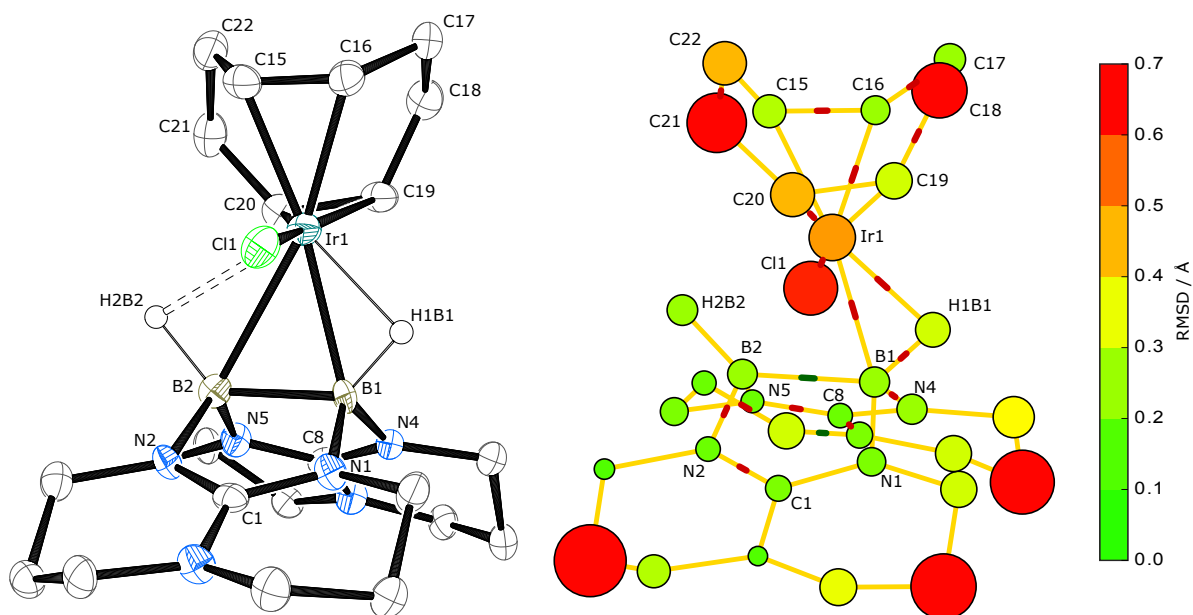 C22
C15
C16
C17
C18
C21
C19
C20
Ir1
Cl1
H2B2
H1B1
B2
B1
N5
N4
N2
C8
N1
C1
C22
C15
C16
C17
C18
C21
C19
C20
Ir1
Cl1
H2B2
H1B1
B2
B1
N5
C8
N4
N2
N1
C1
0.7
0.6
0.5
0.4
0.3
0.2
0.1
0.0
RMSD / Å